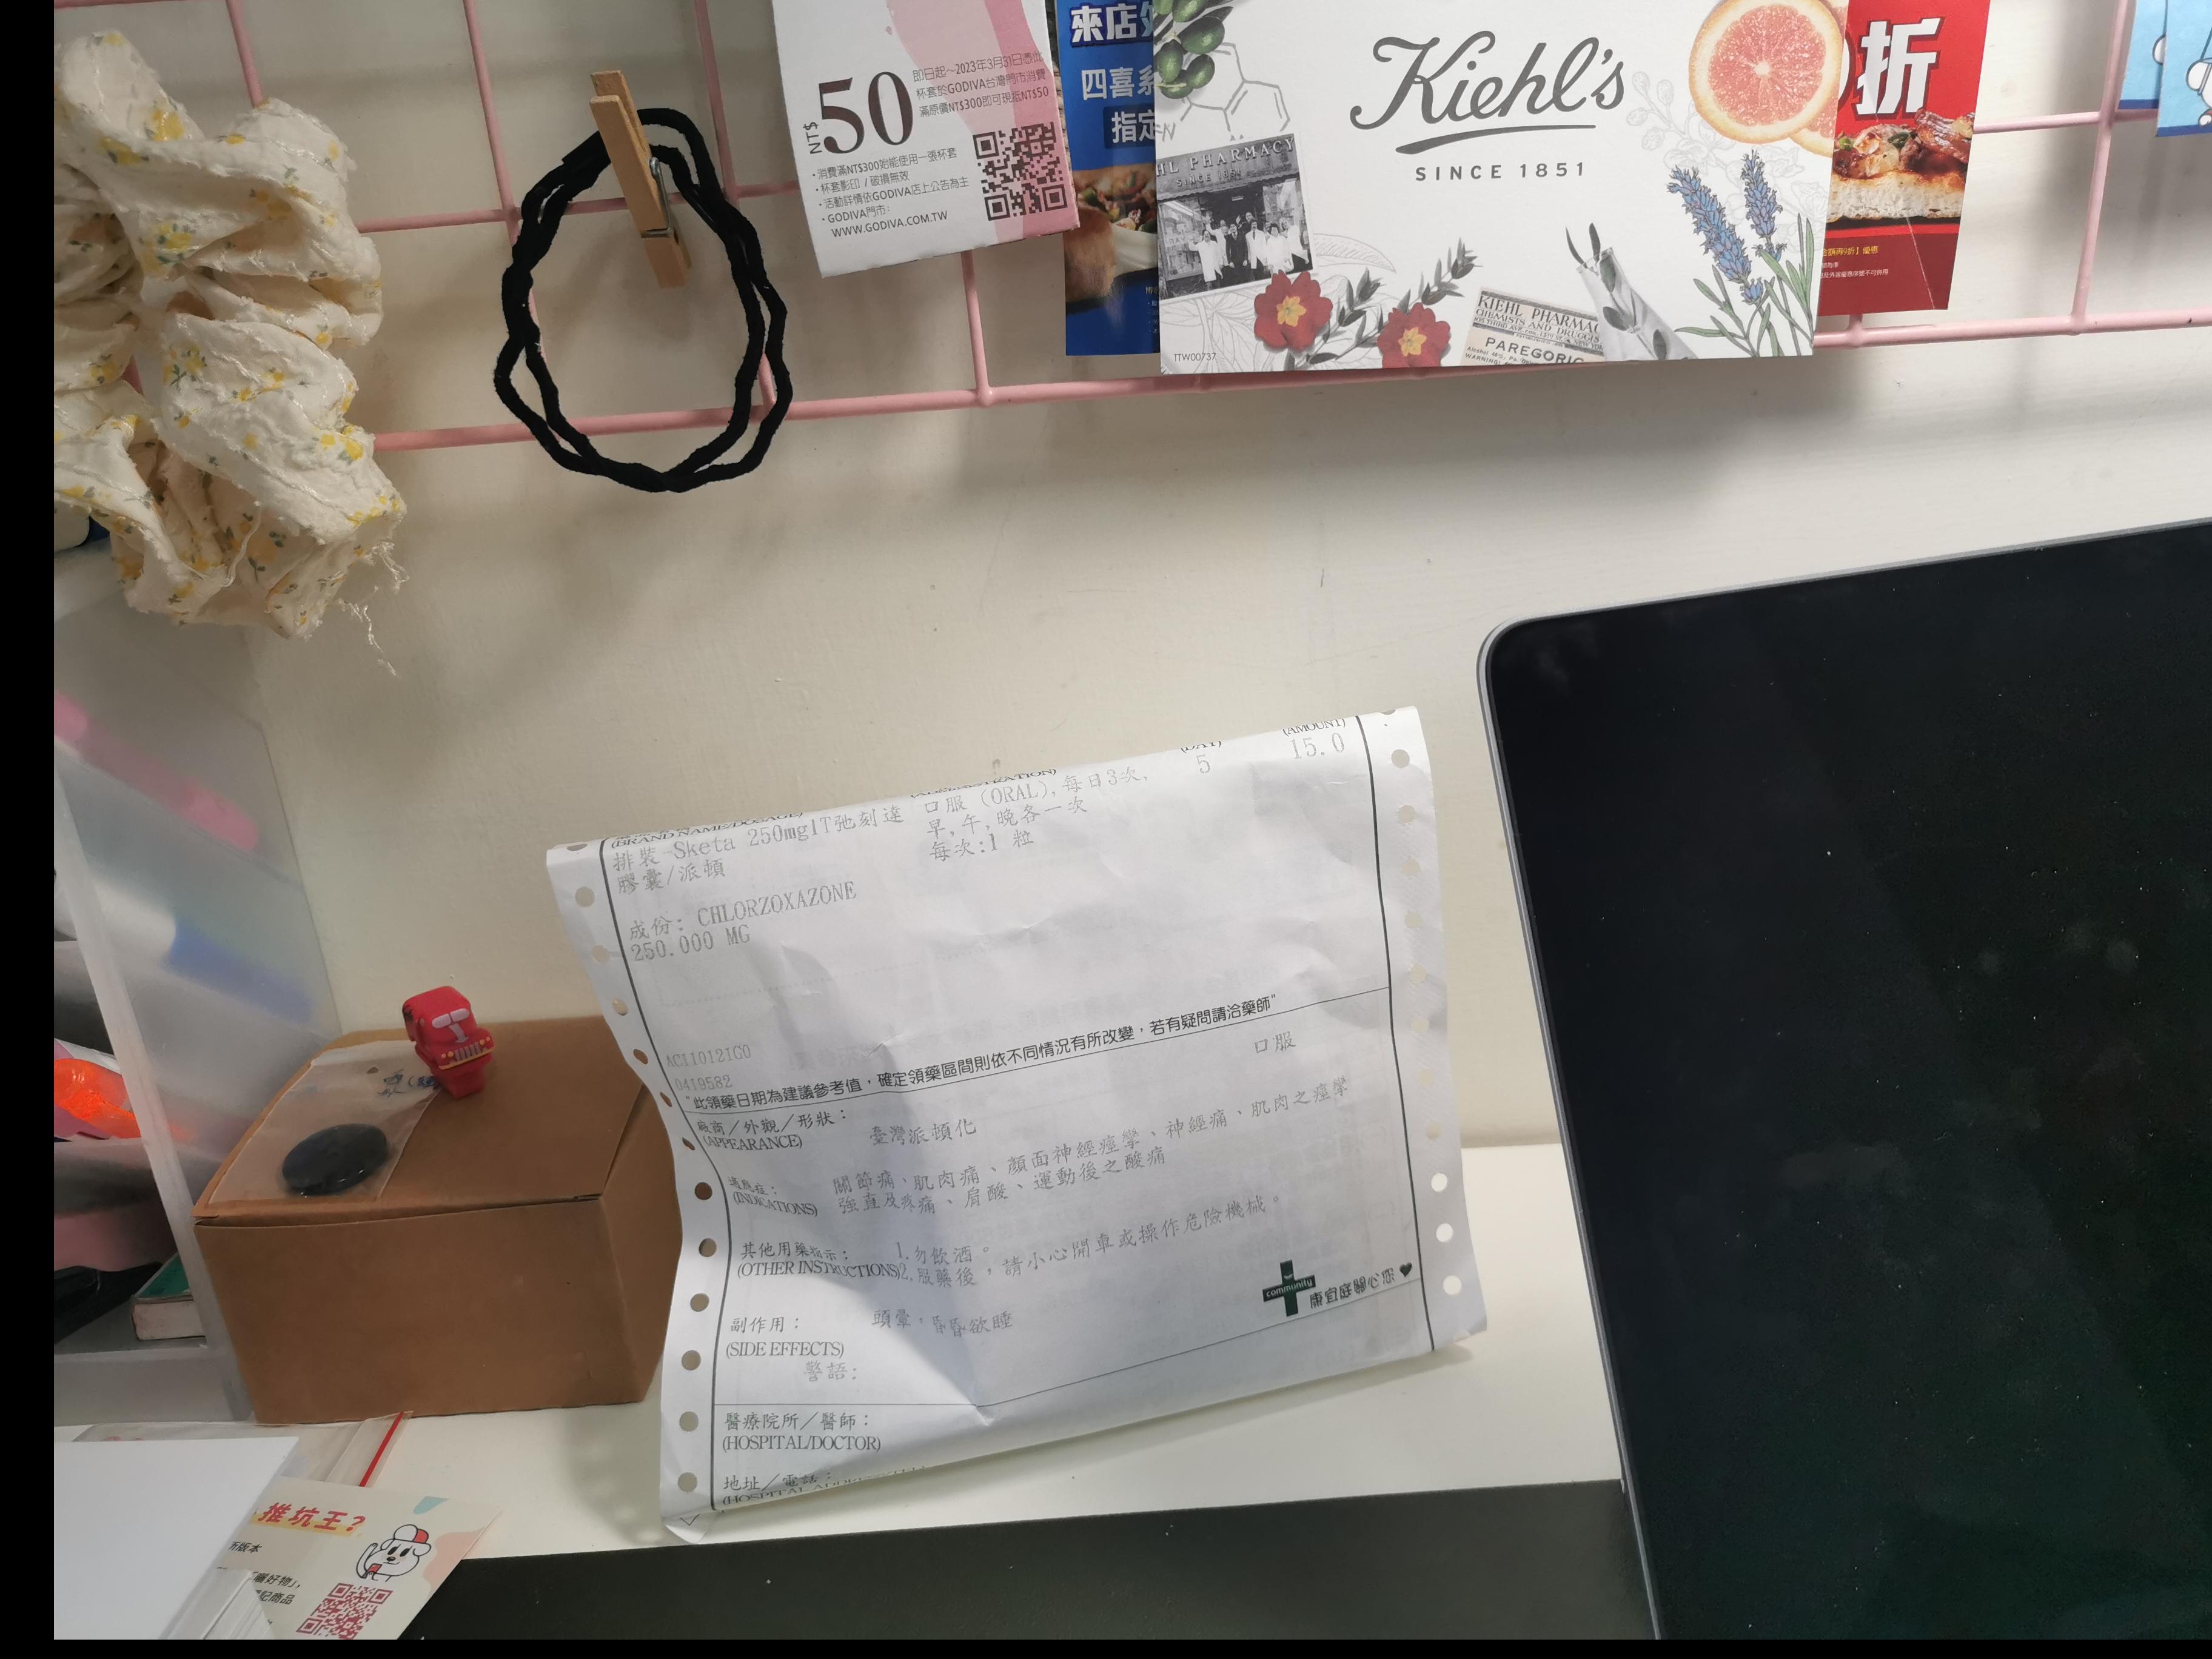 NT$
50
即日起~2023年3月31日憑此
杯套於GODIVA台灣門市消費
滿原價NT$300即可現抵NT$50
•消費滿NT$300始能使用一張杯套
•杯套影印 / 破損無效
•活動詳情依GODIVA店上公告為主
•GODIVA門市:
WWW.GODIVA.COM.TW
來店
四喜
指定
Kiehl's
SINCE 1851
HL PHARMACY
SINCE 1851
KIEHL PHARMAC
CHEMISTS AND DRUGGIS
PAREGORIC
TTW00737
折
(DAY)
(AMOUNT)
5
15.0
(BRAND NAME/DOSAGE)
排裝-Sketa 250mg1T弛刻達
膠囊/派頓
口服 (ORAL),每日3次,
早,午,晚各一次
每次:1 粒
成份: CHLORZOXAZONE
250.000 MG
AC110121G0
0419582
口服
"此領藥日期為建議參考值,確定領藥區間則依不同情況有所改變,若有疑問請洽藥師"
廠商/外觀/形狀:
(APPEARANCE)
臺灣派頓化
適應症:
(INDICATIONS)
關節痛、肌肉痛、顏面神經痙攣、神經痛、肌肉之痙攣
強直及疼痛、肩酸、運動後之酸痛
其他用藥指示:
(OTHER INSTRUCTIONS)
1.勿飲酒。
2.服藥後,請小心開車或操作危險機械。
副作用:
(SIDE EFFECTS)
頭暈,昏昏欲睡
警語:
community
康宜庭關心您
醫療院所/醫師:
(HOSPITAL/DOCTOR)
地址/電話:
推坑王?
新版本